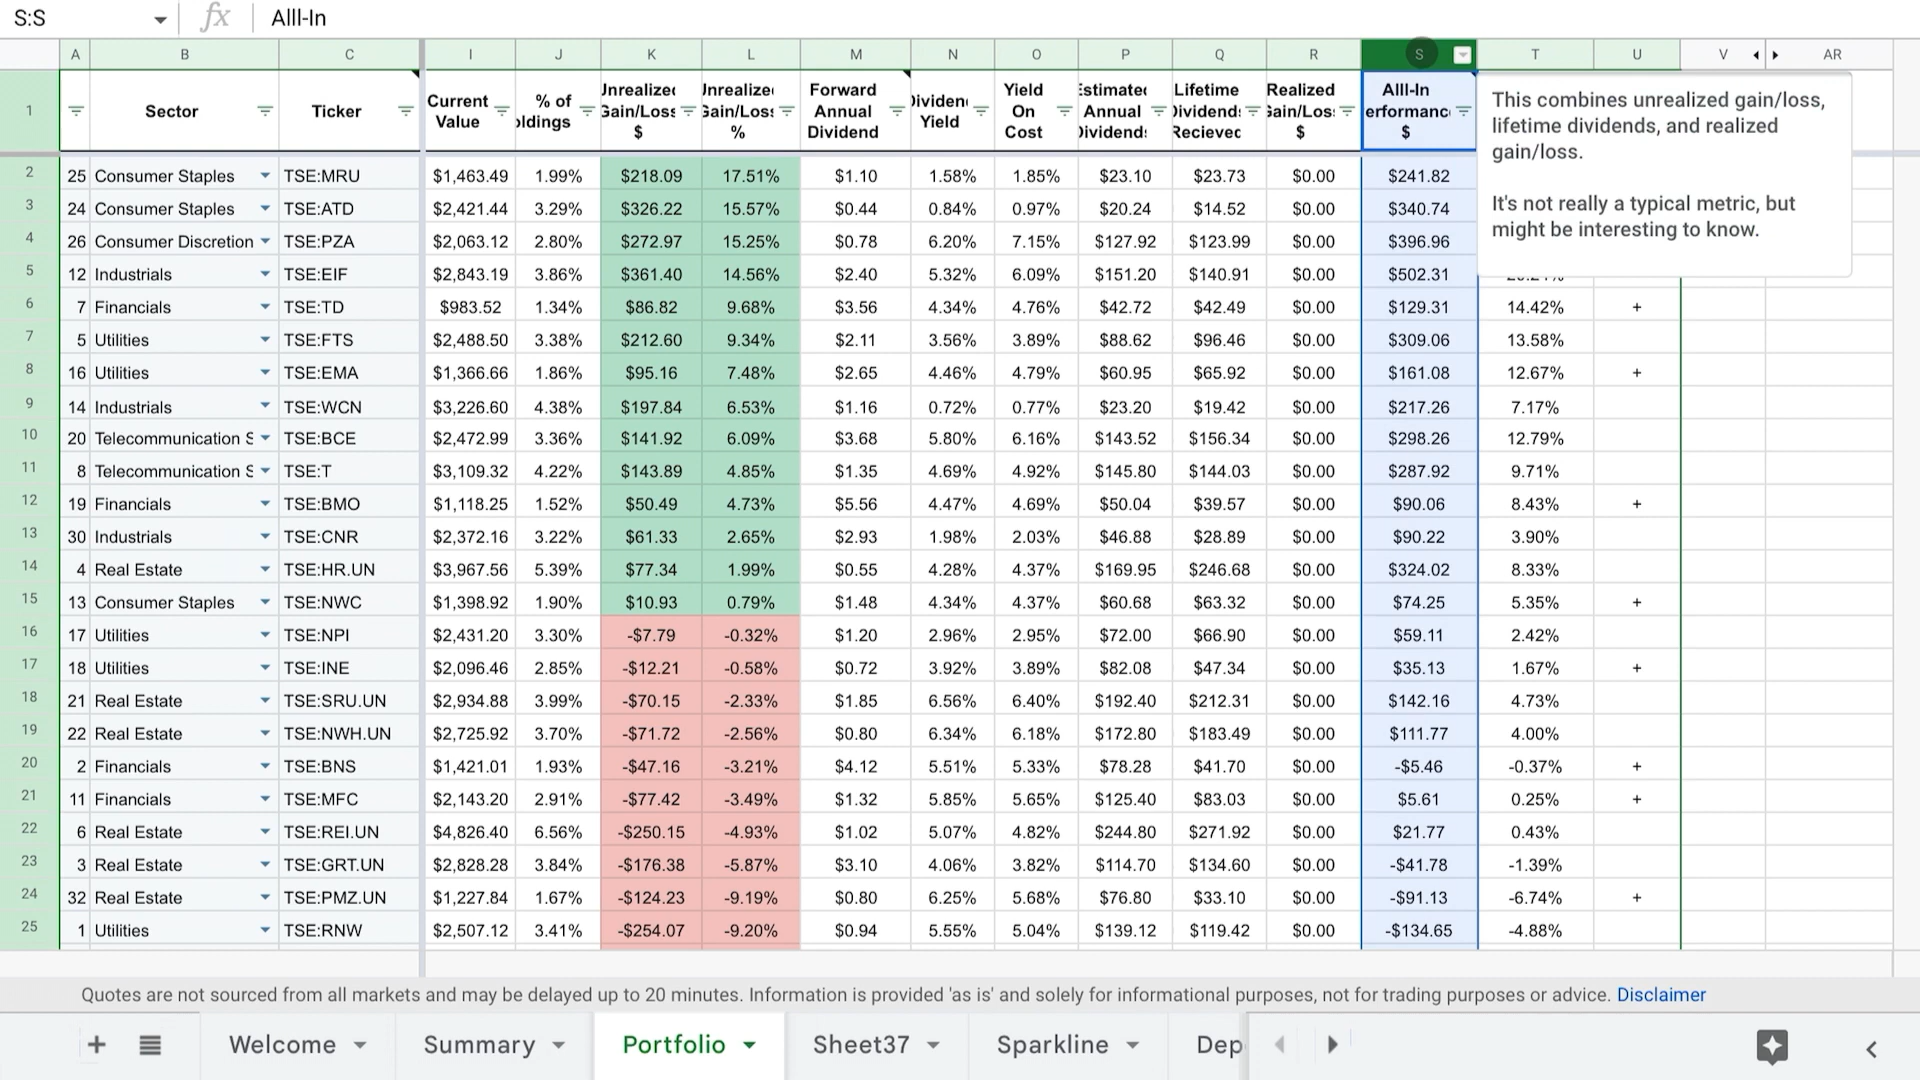 S:S fx Alll-In
A B C I J K L M N O P Q R S T U V AR
1 Sector Ticker Current Value % of oldings Unrealized Gain/Loss $ Unrealized Gain/Loss % Forward Annual Dividend Dividend Yield Yield On Cost Estimated Annual Dividends Lifetime Dividends Recieved Realized Gain/Loss $ Alll-In erformance $
This combines unrealized gain/loss,
lifetime dividends, and realized
gain/loss.
It's not really a typical metric, but
might be interesting to know.
2 25 Consumer Staples TSE:MRU $1,463.49 1.99% $218.09 17.51% $1.10 1.58% 1.85% $23.10 $23.73 $0.00 $241.82
3 24 Consumer Staples TSE:ATD $2,421.44 3.29% $326.22 15.57% $0.44 0.84% 0.97% $20.24 $14.52 $0.00 $340.74
4 26 Consumer Discretion TSE:PZA $2,063.12 2.80% $272.97 15.25% $0.78 6.20% 7.15% $127.92 $123.99 $0.00 $396.96
5 12 Industrials TSE:EIF $2,843.19 3.86% $361.40 14.56% $2.40 5.32% 6.09% $151.20 $140.91 $0.00 $502.31
6 7 Financials TSE:TD $983.52 1.34% $86.82 9.68% $3.56 4.34% 4.76% $42.72 $42.49 $0.00 $129.31 14.42% +
7 5 Utilities TSE:FTS $2,488.50 3.38% $212.60 9.34% $2.11 3.56% 3.89% $88.62 $96.46 $0.00 $309.06 13.58%
8 16 Utilities TSE:EMA $1,366.66 1.86% $95.16 7.48% $2.65 4.46% 4.79% $60.95 $65.92 $0.00 $161.08 12.67% +
9 14 Industrials TSE:WCN $3,226.60 4.38% $197.84 6.53% $1.16 0.72% 0.77% $23.20 $19.42 $0.00 $217.26 7.17%
10 20 Telecommunication S TSE:BCE $2,472.99 3.36% $141.92 6.09% $3.68 5.80% 6.16% $143.52 $156.34 $0.00 $298.26 12.79%
11 8 Telecommunication S TSE:T $3,109.32 4.22% $143.89 4.85% $1.35 4.69% 4.92% $145.80 $144.03 $0.00 $287.92 9.71%
12 19 Financials TSE:BMO $1,118.25 1.52% $50.49 4.73% $5.56 4.47% 4.69% $50.04 $39.57 $0.00 $90.06 8.43% +
13 30 Industrials TSE:CNR $2,372.16 3.22% $61.33 2.65% $2.93 1.98% 2.03% $46.88 $28.89 $0.00 $90.22 3.90%
14 4 Real Estate TSE:HR.UN $3,967.56 5.39% $77.34 1.99% $0.55 4.28% 4.37% $169.95 $246.68 $0.00 $324.02 8.33%
15 13 Consumer Staples TSE:NWC $1,398.92 1.90% $10.93 0.79% $1.48 4.34% 4.37% $60.68 $63.32 $0.00 $74.25 5.35% +
16 17 Utilities TSE:NPI $2,431.20 3.30% -$7.79 -0.32% $1.20 2.96% 2.95% $72.00 $66.90 $0.00 $59.11 2.42%
17 18 Utilities TSE:INE $2,096.46 2.85% -$12.21 -0.58% $0.72 3.92% 3.89% $82.08 $47.34 $0.00 $35.13 1.67% +
18 21 Real Estate TSE:SRU.UN $2,934.88 3.99% -$70.15 -2.33% $1.85 6.56% 6.40% $192.40 $212.31 $0.00 $142.16 4.73%
19 22 Real Estate TSE:NWH.UN $2,725.92 3.70% -$71.72 -2.56% $0.80 6.34% 6.18% $172.80 $183.49 $0.00 $111.77 4.00%
20 2 Financials TSE:BNS $1,421.01 1.93% -$47.16 -3.21% $4.12 5.51% 5.33% $78.28 $41.70 $0.00 -$5.46 -0.37% +
21 11 Financials TSE:MFC $2,143.20 2.91% -$77.42 -3.49% $1.32 5.85% 5.65% $125.40 $83.03 $0.00 $5.61 0.25% +
22 6 Real Estate TSE:REI.UN $4,826.40 6.56% -$250.15 -4.93% $1.02 5.07% 4.82% $244.80 $271.92 $0.00 $21.77 0.43%
23 3 Real Estate TSE:GRT.UN $2,828.28 3.84% -$176.38 -5.87% $3.10 4.06% 3.82% $114.70 $134.60 $0.00 -$41.78 -1.39%
24 32 Real Estate TSE:PMZ.UN $1,227.84 1.67% -$124.23 -9.19% $0.80 6.25% 5.68% $76.80 $33.10 $0.00 -$91.13 -6.74% +
25 1 Utilities TSE:RNW $2,507.12 3.41% -$254.07 -9.20% $0.94 5.55% 5.04% $139.12 $119.42 $0.00 -$134.65 -4.88%
Quotes are not sourced from all markets and may be delayed up to 20 minutes. Information is provided 'as is' and solely for informational purposes, not for trading purposes or advice. Disclaimer
Welcome Summary Portfolio Sheet37 Sparkline Dep